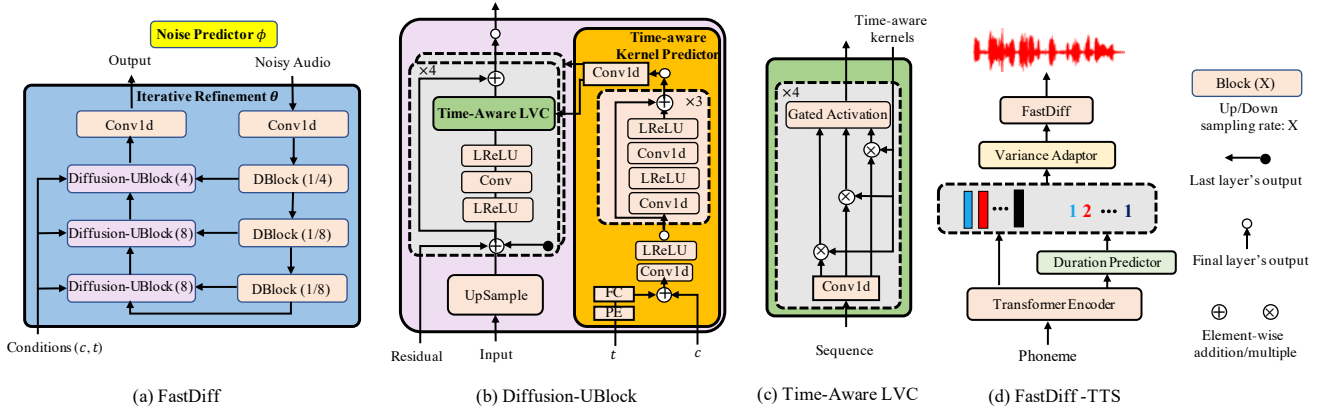 Noise Predictor ϕ
Output
Noisy Audio
Iterative Refinement θ
Conv1d
Conv1d
Diffusion-UBlock (4)
DBlock (1/4)
Diffusion-UBlock (8)
DBlock (1/8)
Diffusion-UBlock (8)
DBlock (1/8)
Conditions (c, t)
(a) FastDiff
×4
Time-Aware LVC
LReLU
Conv
LReLU
UpSample
Residual
Input
Time-aware
Kernel Predictor
Conv1d
×3
LReLU
Conv1d
LReLU
Conv1d
LReLU
Conv1d
FC
PE
t
c
(b) Diffusion-UBlock
Time-aware
kernels
×4
Gated Activation
Conv1d
Sequence
(c) Time-Aware LVC
FastDiff
Variance Adaptor
••• 1 2 ••• 1
Duration Predictor
Transformer Encoder
Phoneme
(d) FastDiff -TTS
Block (X)
Up/Down
sampling rate: X
Last layer's output
Final layer's output
Element-wise
addition/multiple